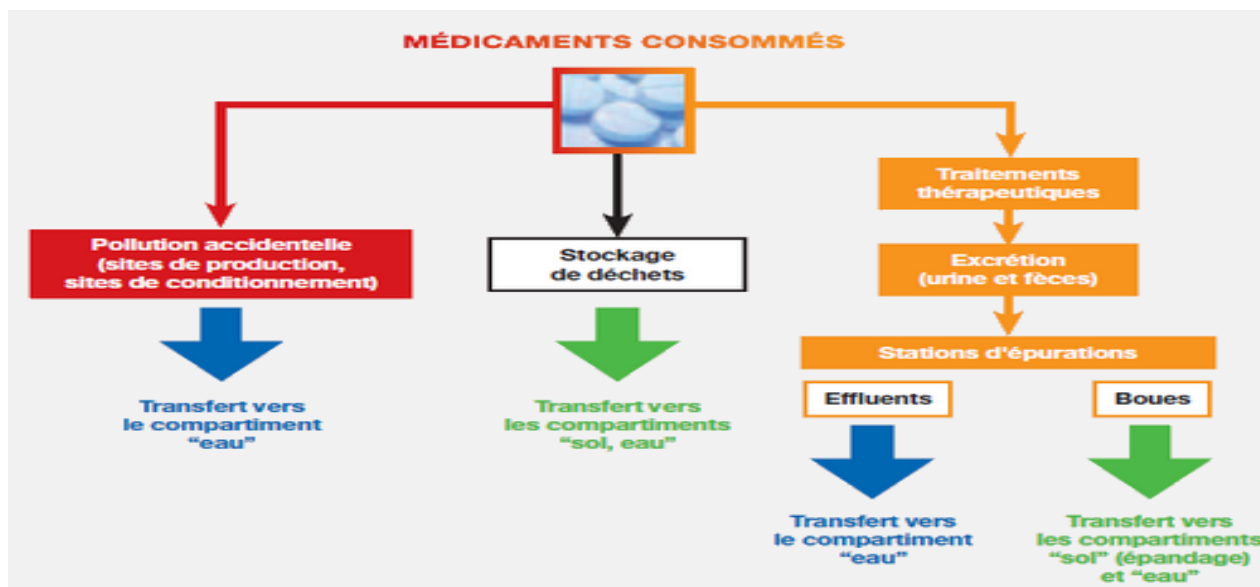 MÉDICAMENTS CONSOMMÉS
Pollution accidentelle
(sites de production,
sites de conditionnement)
Transfert vers
le compartiment
“eau”
Stockage
de déchets
Transfert vers
les compartiments
“sol, eau”
Traitements
thérapeutiques
Excrétion
(urine et fèces)
Stations d'épurations
Effluents
Transfert vers
le compartiment
“eau”
Boues
Transfert vers
les compartiments
“sol” (épandage)
et “eau”